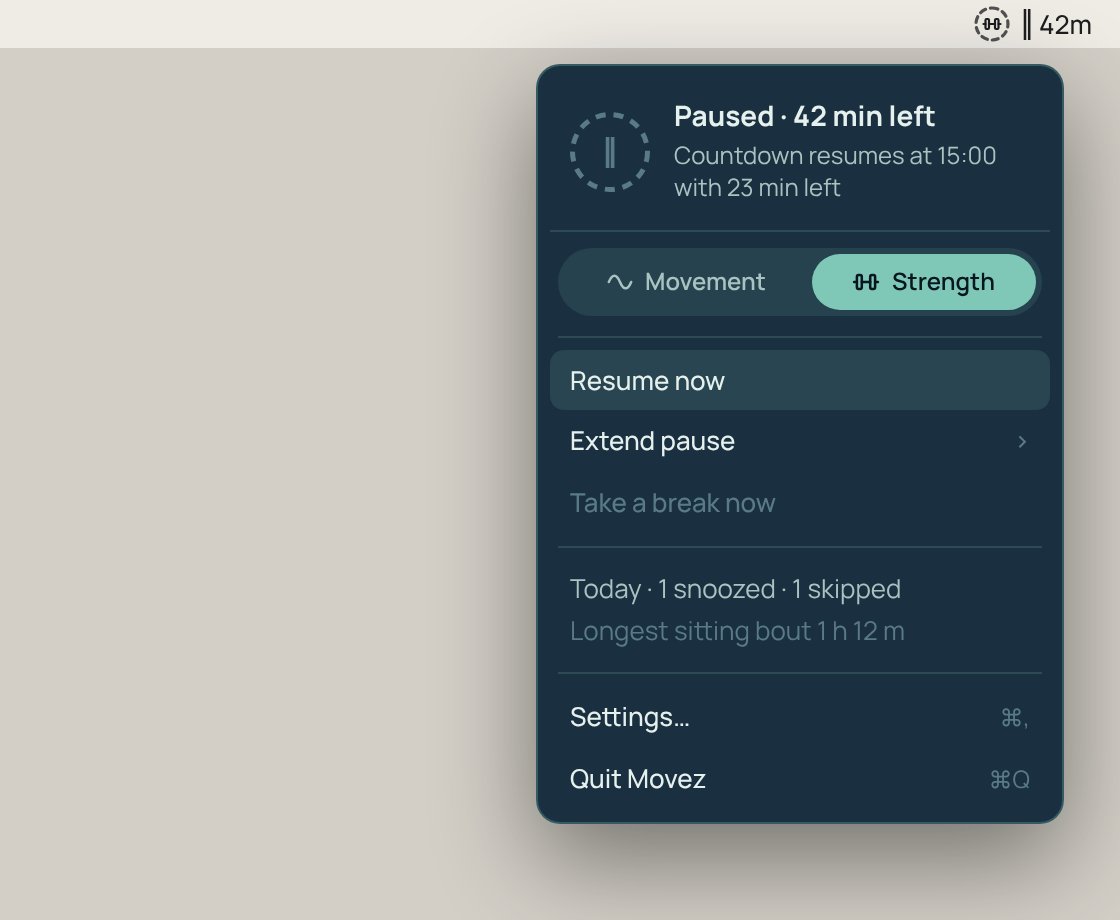 42m
Paused · 42 min left
Countdown resumes at 15:00
with 23 min left
Movement
Strength
Resume now
Extend pause
Take a break now
Today · 1 snoozed · 1 skipped
Longest sitting bout 1 h 12 m
Settings… ⌘,
Quit Movez ⌘Q